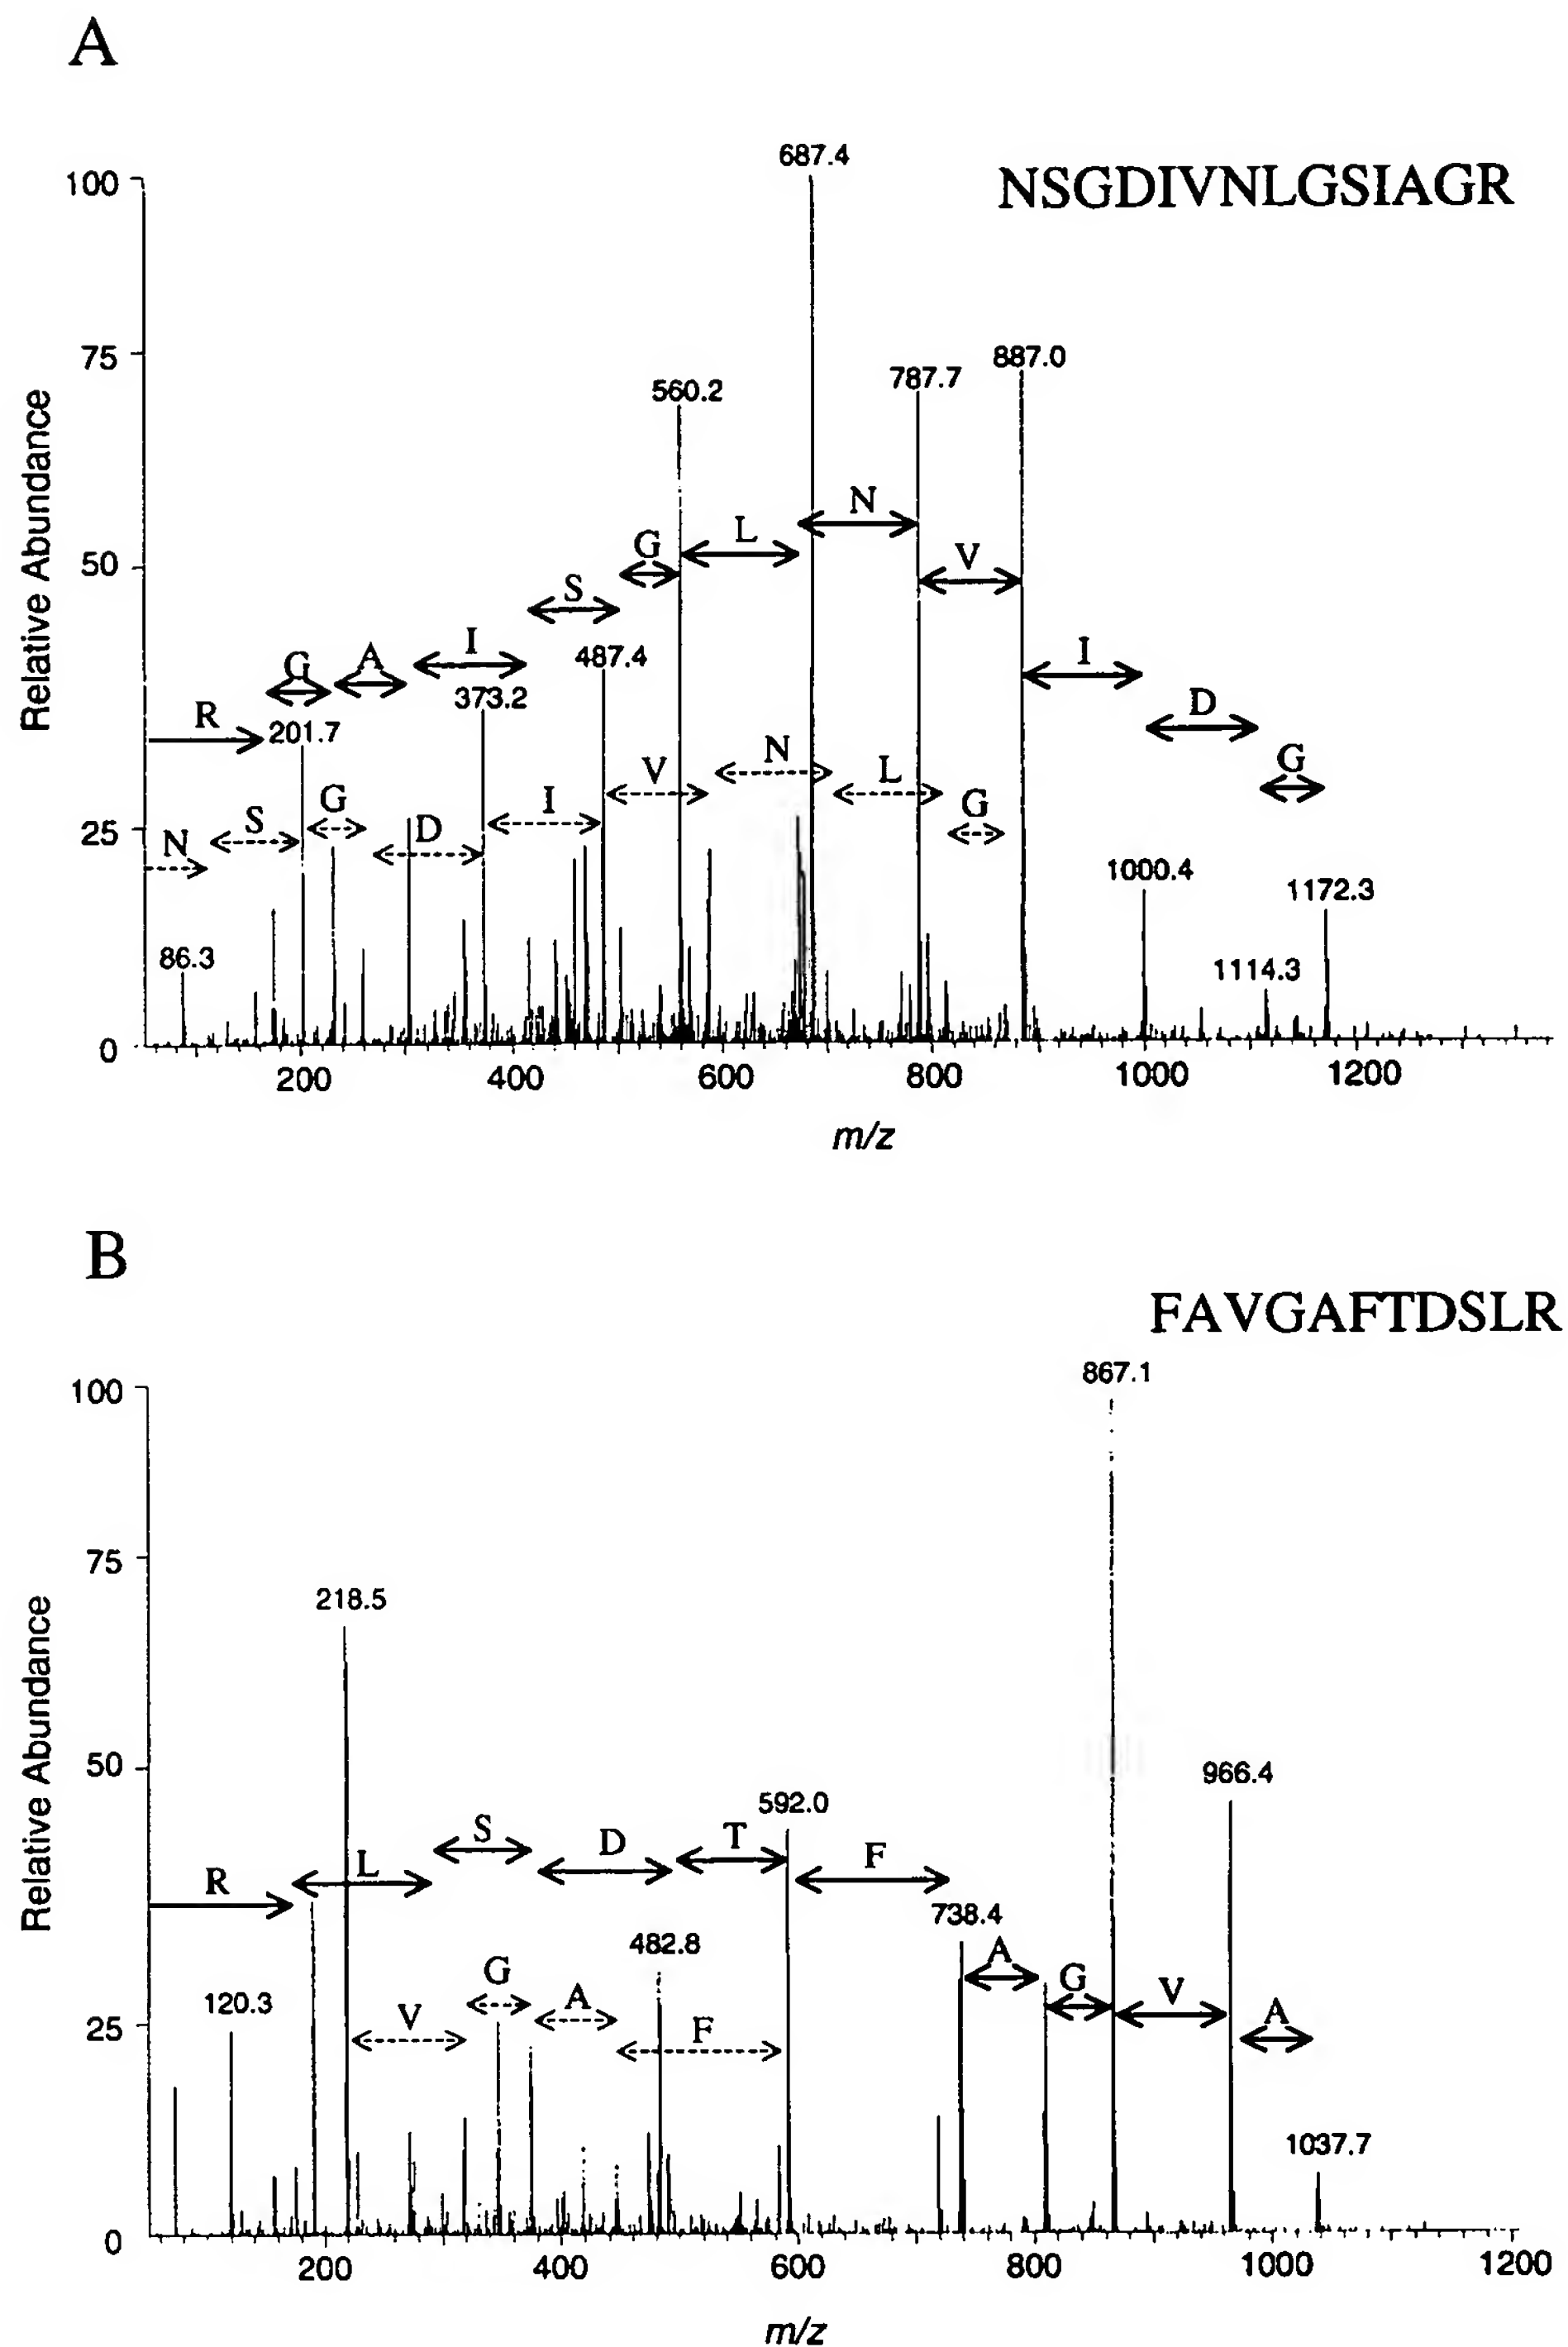 A
687.4
NSGDIVNLGSIAGR
100
75
887.0
787.7
560.2
N
L
G
V
50
S
I
A
I
487.4
G
373.2
D
R
201.7
N
V
L
G
I
G
G
S
D
25
N
1000.4
1172.3
86.3
1114.3
0
200
400
600
800
1000
1200
m/z
Relative Abundance
B
FAVGAFTDSLR
867.1
100
75
218.5
50
966.4
592.0
S
D
T
F
L
R
738.4
482.8
A
G
G
V
120.3
A
A
V
F
25
1037.7
0
200
400
600
800
1000
1200
m/z
Relative Abundance